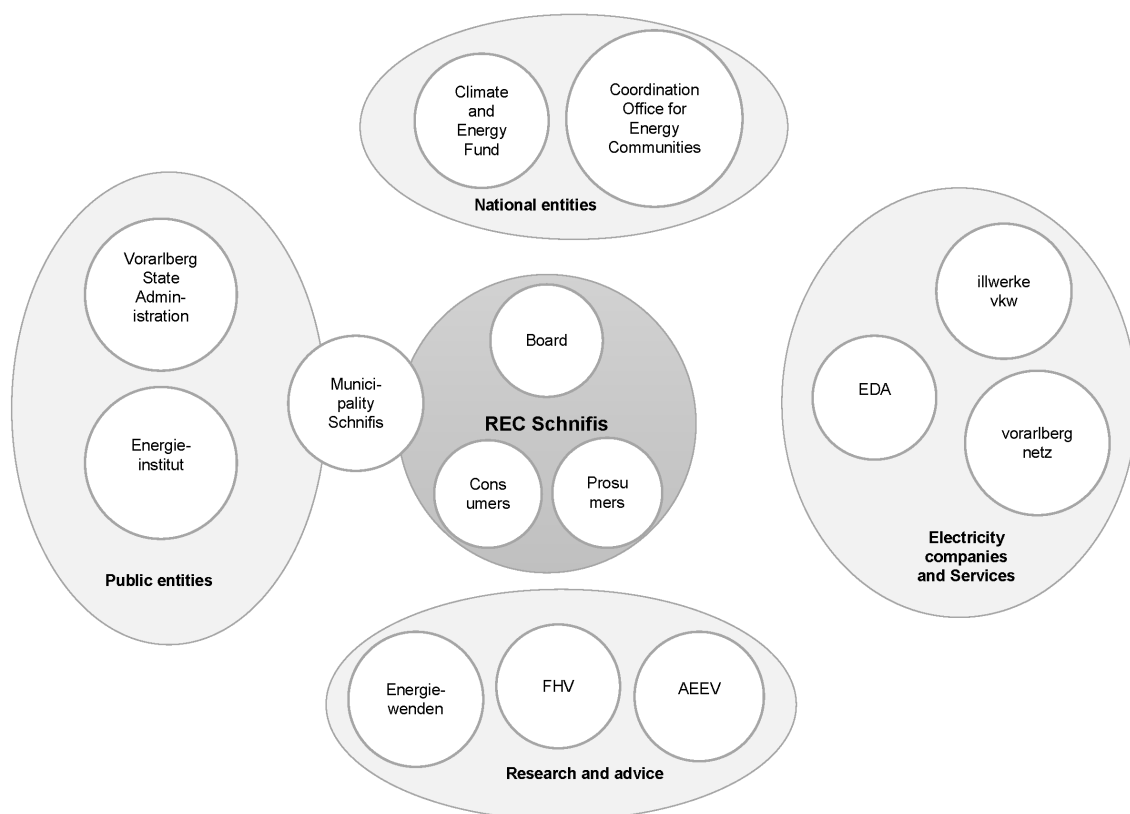 Climate
and
Energy
Fund
Coordination
Office for
Energy
Communities
National entities
Vorarlberg
State
Admin-
istration
Energie-
institut
Public entities
Munici-
pality
Schnifis
Board
REC Schnifis
Cons
umers
Prosu
mers
illwerke
vkw
EDA
vorarlberg
netz
Electricity
companies
and Services
Energie-
wenden
FHV
AEEV
Research and advice